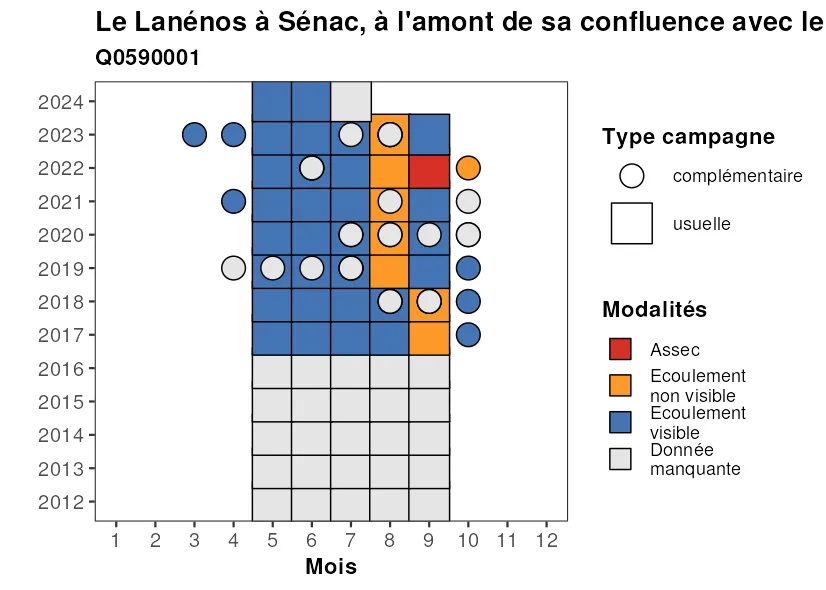 Le Lanénos à Sénac, à l'amont de sa confluence avec le
Q0590001
2024
2023
2022
2021
2020
2019
2018
2017
2016
2015
2014
2013
2012
1 2 3 4 5 6 7 8 9 10 11 12
Mois
Type campagne
complémentaire
usuelle
Modalités
Assec
Ecoulement
non visible
Ecoulement
visible
Donnée
manquante